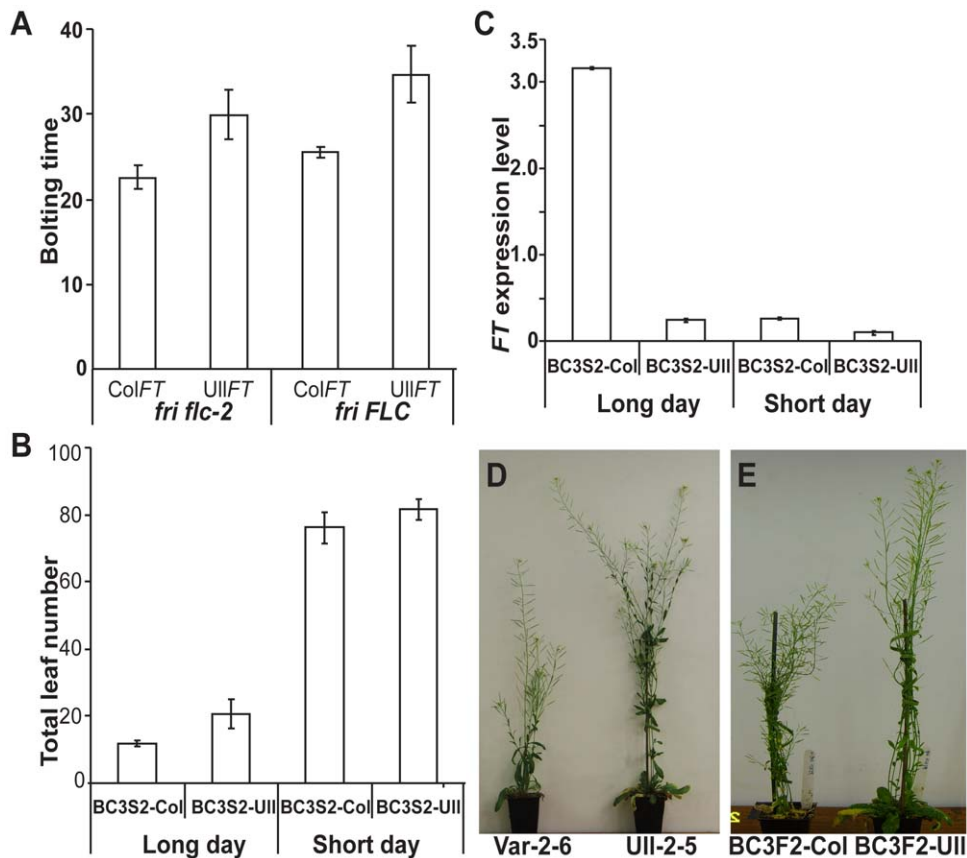 A
Bolting time
40
30
20
10
0
ColFT UllFT ColFT UllFT
fri flc-2 fri FLC
B
Total leaf number
100
80
60
40
20
0
BC3S2-Col BC3S2-Ull BC3S2-Col BC3S2-Ull
Long day Short day
C
FT expression level
3.5
3.0
2.0
1.0
0
BC3S2-Col BC3S2-Ull BC3S2-Col BC3S2-Ull
Long day Short day
D
Var-2-6 Ull-2-5
E
BC3F2-Col BC3F2-Ull